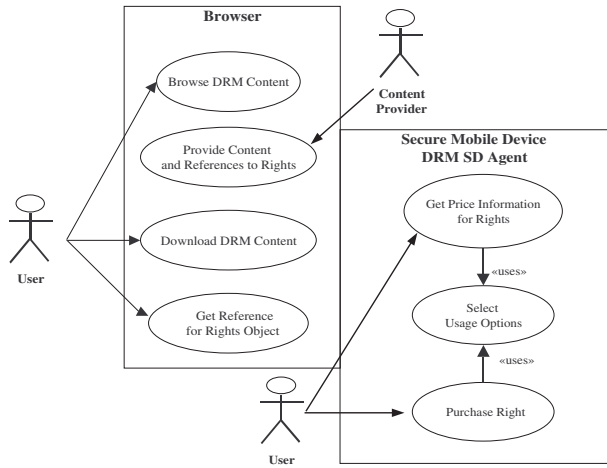 Browser
Browse DRM Content
Content
Provider
Provide Content
and References to Rights
Secure Mobile Device
DRM SD Agent
Get Price Information
for Rights
Download DRM Content
User
«uses»
Get Reference
for Rights Object
Select
Usage Options
«uses»
Purchase Right
User